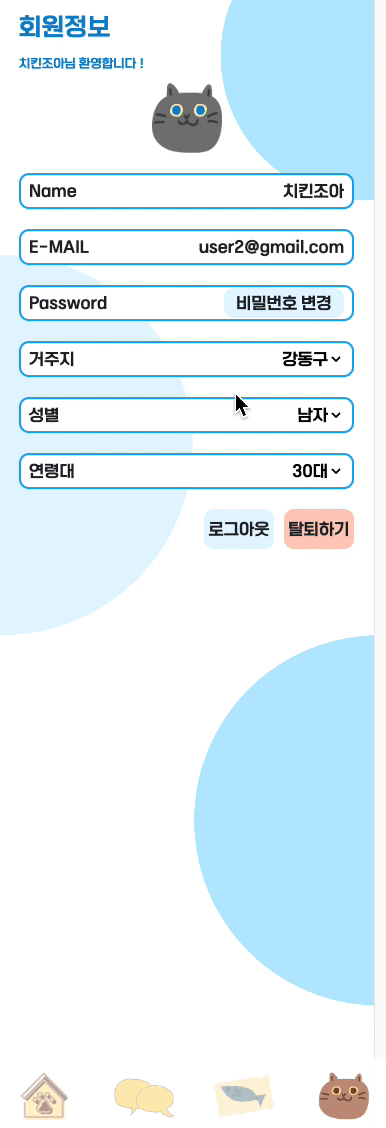 회원정보
치킨조아님 환영합니다 !
Name 치킨조아
E-MAIL user2@gmail.com
Password 비밀번호 변경
거주지 강동구
성별 남자
연령대 30대
로그아웃 탈퇴하기